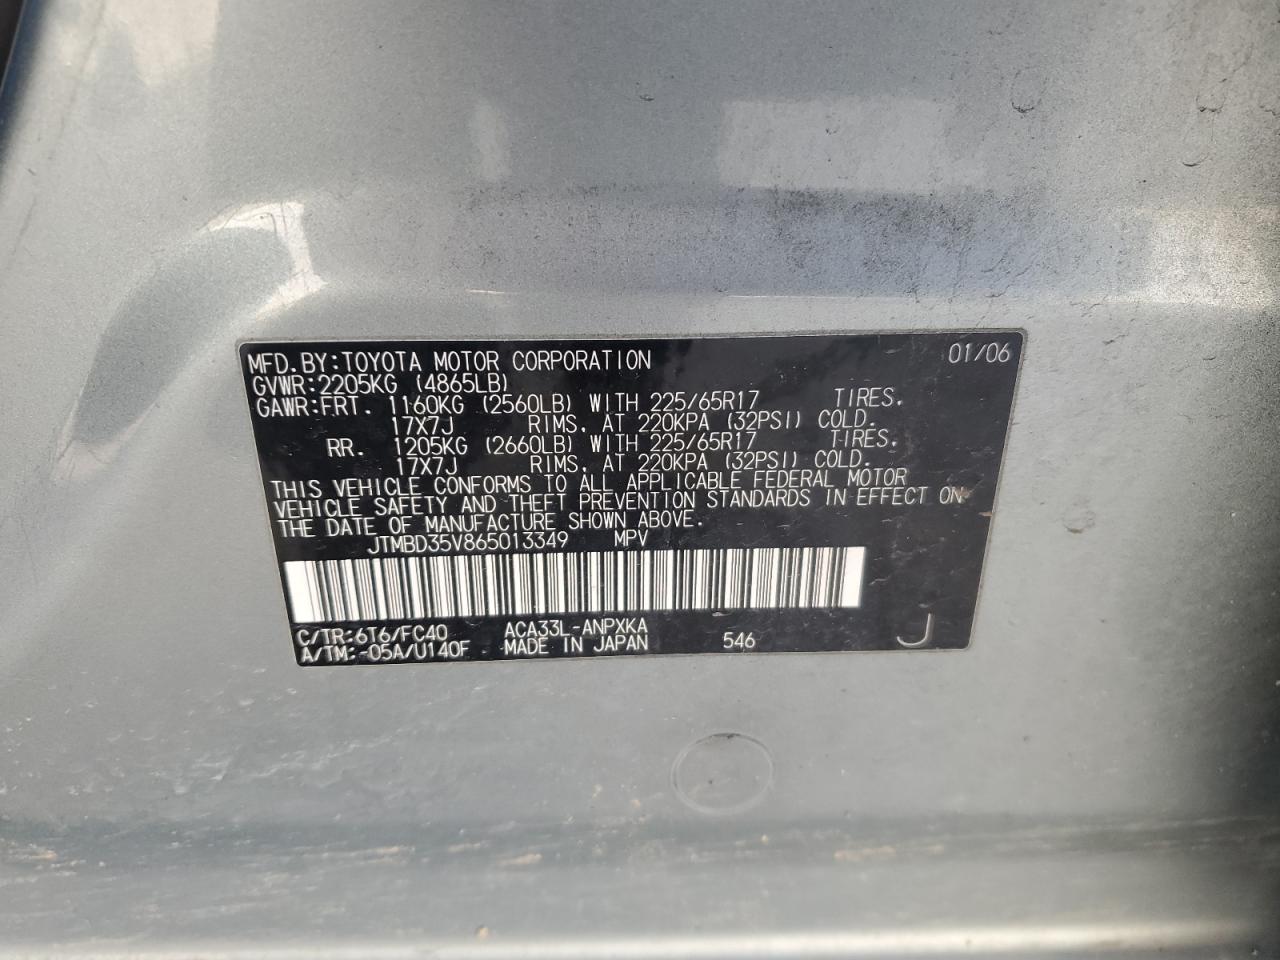 MFD.BY:TOYOTA MOTOR CORPORATION 01/06
GVWR:2205KG (4865LB)
GAWR:FRT. 1160KG (2560LB) WITH 225/65R17 TIRES.
17X7J RIMS, AT 220KPA (32PSI) COLD.
RR. 1205KG (2660LB) WITH 225/65R17 TIRES.
17X7J RIMS, AT 220KPA (32PSI) COLD.
THIS VEHICLE CONFORMS TO ALL APPLICABLE FEDERAL MOTOR
VEHICLE SAFETY AND THEFT PREVENTION STANDARDS IN EFFECT ON
THE DATE OF MANUFACTURE SHOWN ABOVE.
JTMBD35V865013349 MPV
C/TR:6T6/FC40 ACA33L-ANPXKA
A/TM:-05A/U140F MADE IN JAPAN 546 J